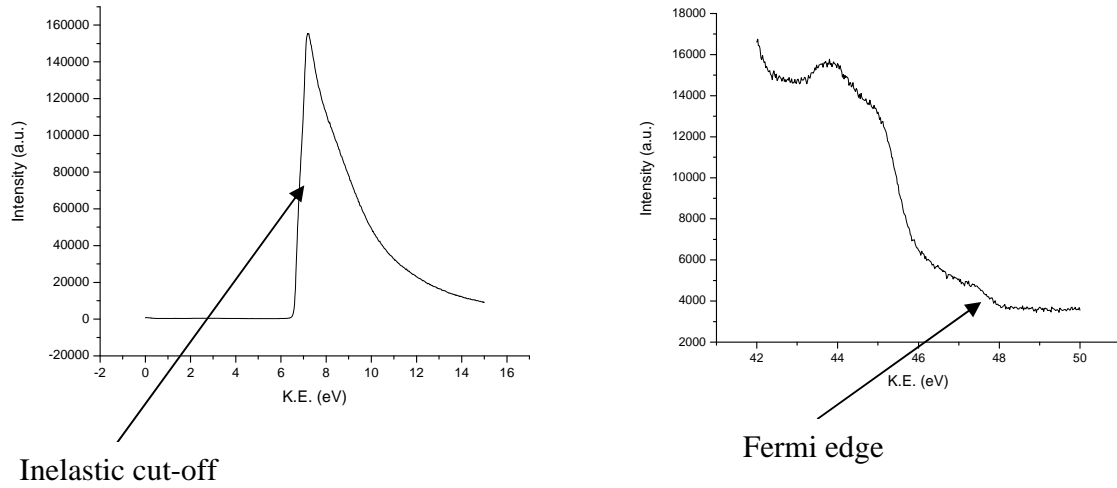 160000
140000
120000
100000
80000
60000
40000
20000
0
-20000
Intensity (a.u.)
-2 0 2 4 6 8 10 12 14 16
K.E. (eV)
Inelastic cut-off
18000
16000
14000
12000
10000
8000
6000
4000
2000
Intensity (a.u.)
42 44 46 48 50
K.E. (eV)
Fermi edge